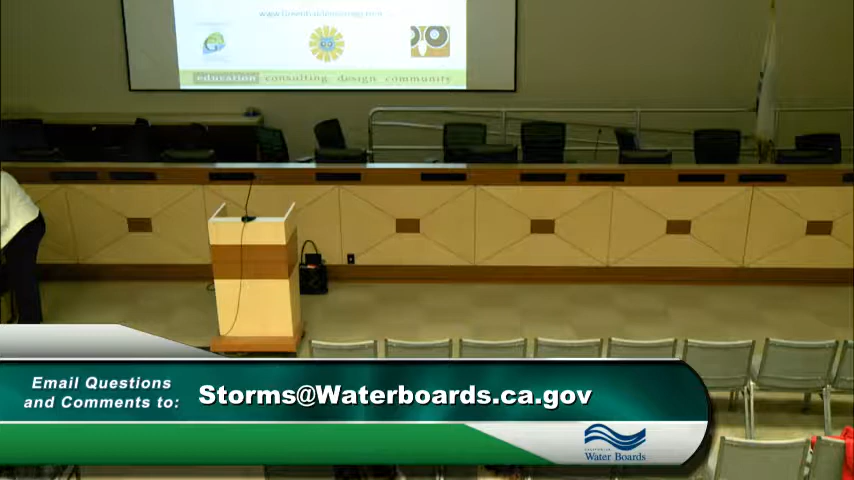 education consulting design community
Email Questions
and Comments to:
Storms@Waterboards.ca.gov
Water Boards